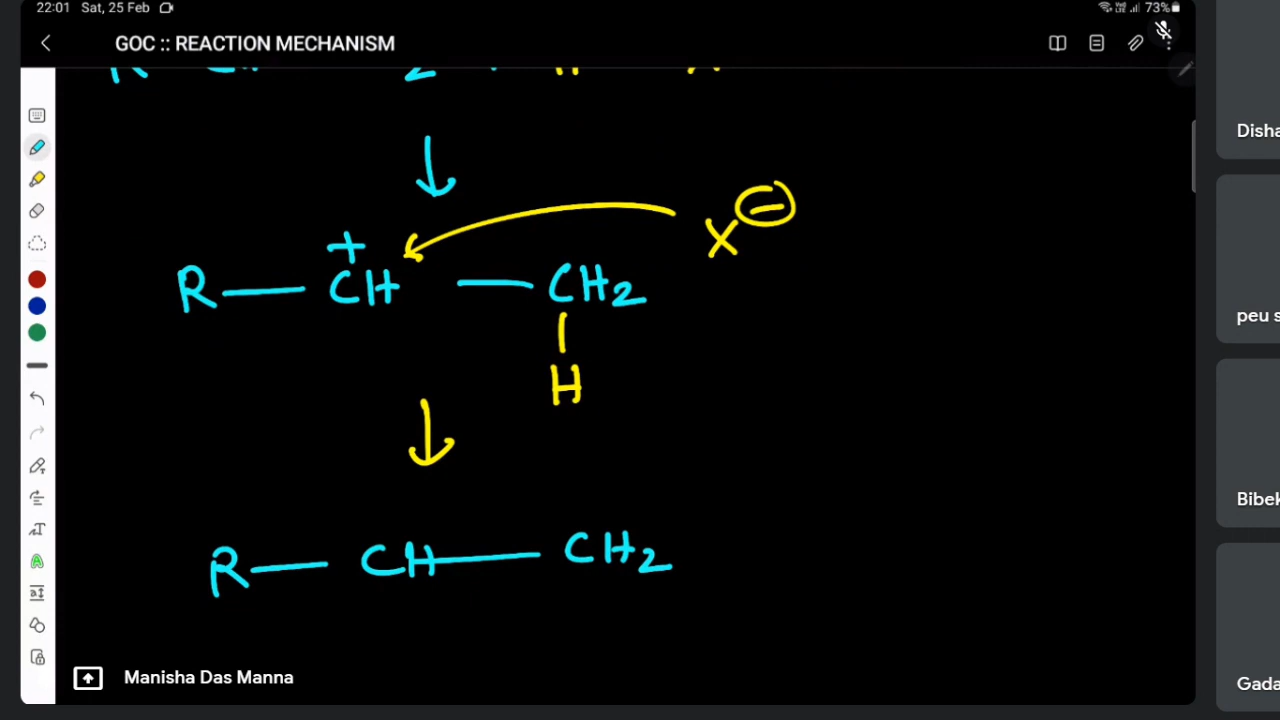 22:01 Sat, 25 Feb 73%
GOC :: REACTION MECHANISM
X⊖
+
R — CH — CH2
|
H
R — CH — CH2
Manisha Das Manna
Disha
peu s
Bibek
Gada